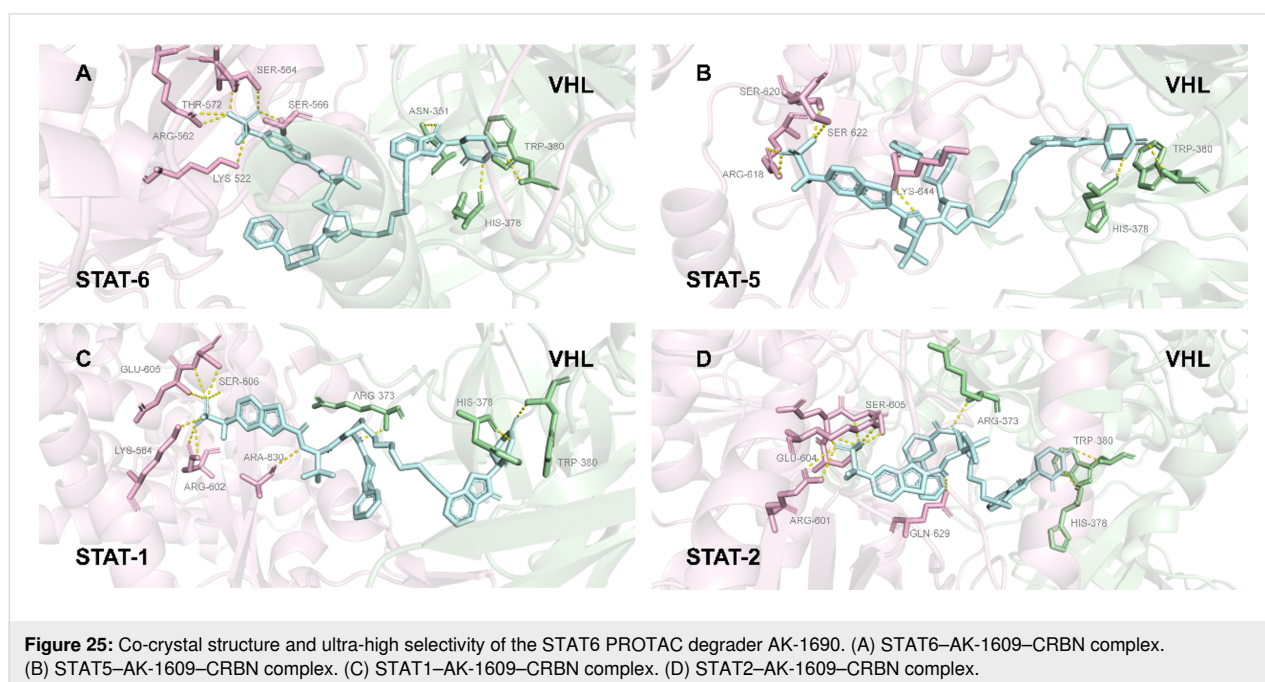 A
SER-564
VHL
THR-572
SER-566
ASN-351
ARG-562
TRP-380
LYS 522
HIS-378
STAT-6
B
VHL
SER-620
SER 622
TRP-380
ARG-618
LYS-644
HIS-378
STAT-5
C
VHL
GLU-605
SER-606
ARG 373
HIS-378
LYS-584
ARA-630
TRP 380
ARG-602
STAT-1
D
VHL
SER-605
ARG-373
TRP-380
GLU-604
ARG-601
HIS-378
GLN-629
STAT-2
Figure 25: Co-crystal structure and ultra-high selectivity of the STAT6 PROTAC degrader AK-1690. (A) STAT6–AK-1609–CRBN complex.
(B) STAT5–AK-1609–CRBN complex. (C) STAT1–AK-1609–CRBN complex. (D) STAT2–AK-1609–CRBN complex.